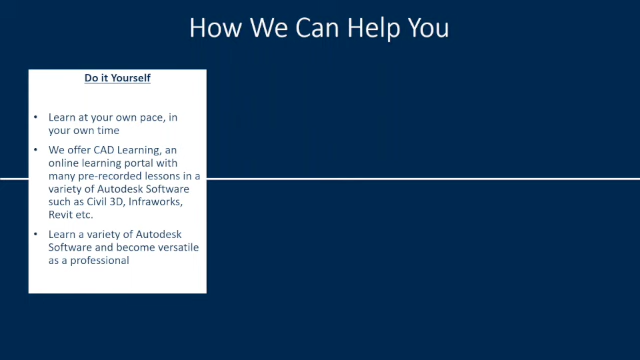 How We Can Help You
Do it Yourself
• Learn at your own pace, in
your own time
• We offer CAD Learning, an
online learning portal with
many pre-recorded lessons in a
variety of Autodesk Software
such as Civil 3D, Infraworks,
Revit etc.
• Learn a variety of Autodesk
Software and become versatile
as a professional